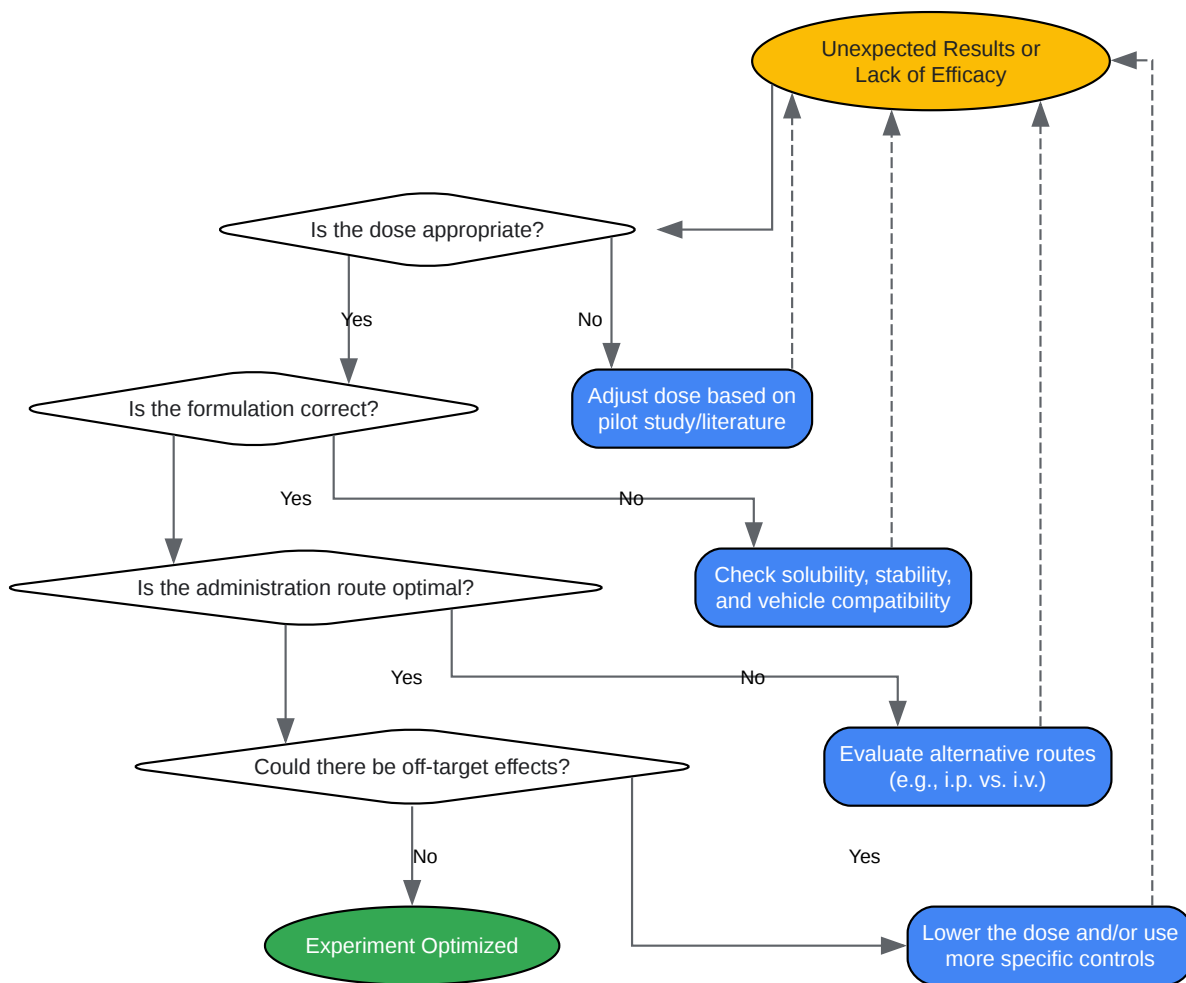 Unexpected Results or
Lack of Efficacy
Is the dose appropriate?
Yes
No
Adjust dose based on
pilot study/literature
Is the formulation correct?
Yes
No
Check solubility, stability,
and vehicle compatibility
Is the administration route optimal?
Yes
No
Evaluate alternative routes
(e.g., i.p. vs. i.v.)
Could there be off-target effects?
No
Yes
Experiment Optimized
Lower the dose and/or use
more specific controls